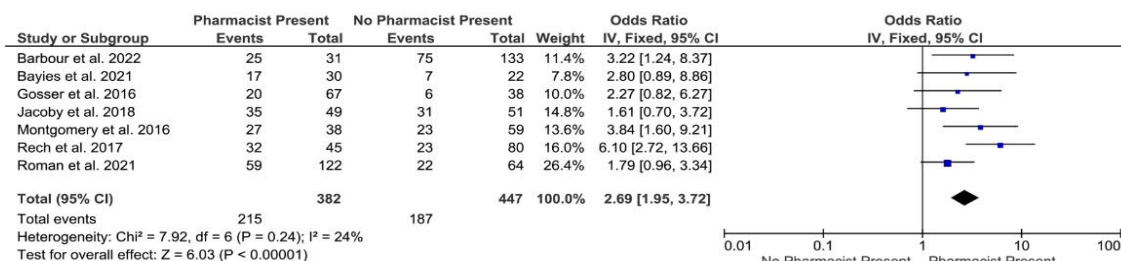 Pharmacist Present No Pharmacist Present Odds Ratio Odds Ratio
Study or Subgroup Events Total Events Total Weight IV, Fixed, 95% CI IV, Fixed, 95% CI
Barbour et al. 2022 25 31 75 133 11.4% 3.22 [1.24, 8.37]
Bayies et al. 2021 17 30 7 22 7.8% 2.80 [0.89, 8.86]
Gosser et al. 2016 20 67 6 38 10.0% 2.27 [0.82, 6.27]
Jacoby et al. 2018 35 49 31 51 14.8% 1.61 [0.70, 3.72]
Montgomery et al. 2016 27 38 23 59 13.6% 3.84 [1.60, 9.21]
Rech et al. 2017 32 45 23 80 16.0% 6.10 [2.72, 13.66]
Roman et al. 2021 59 122 22 64 26.4% 1.79 [0.96, 3.34]
Total (95% CI) 382 447 100.0% 2.69 [1.95, 3.72]
Total events 215 187
Heterogeneity: Chi² = 7.92, df = 6 (P = 0.24); I² = 24%
Test for overall effect: Z = 6.03 (P < 0.00001)
0.01 0.1 1 10 100
No Pharmacist Present Pharmacist Present